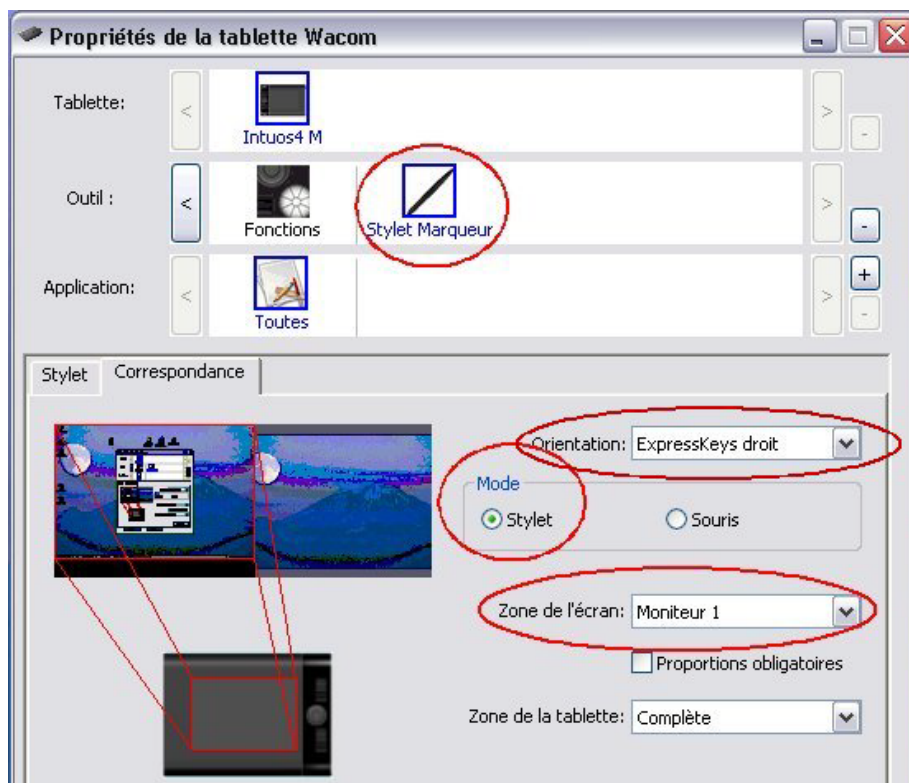 Propriétés de la tablette Wacom
Tablette:
<
Intuos4 M
>
-
Outil :
<
Fonctions
Stylet Marqueur
>
-
Application:
<
Toutes
>
+
-
Stylet
Correspondance
Orientation: ExpressKeys droit
Mode
Stylet
Souris
Zone de l'écran: Moniteur 1
Proportions obligatoires
Zone de la tablette: Complète